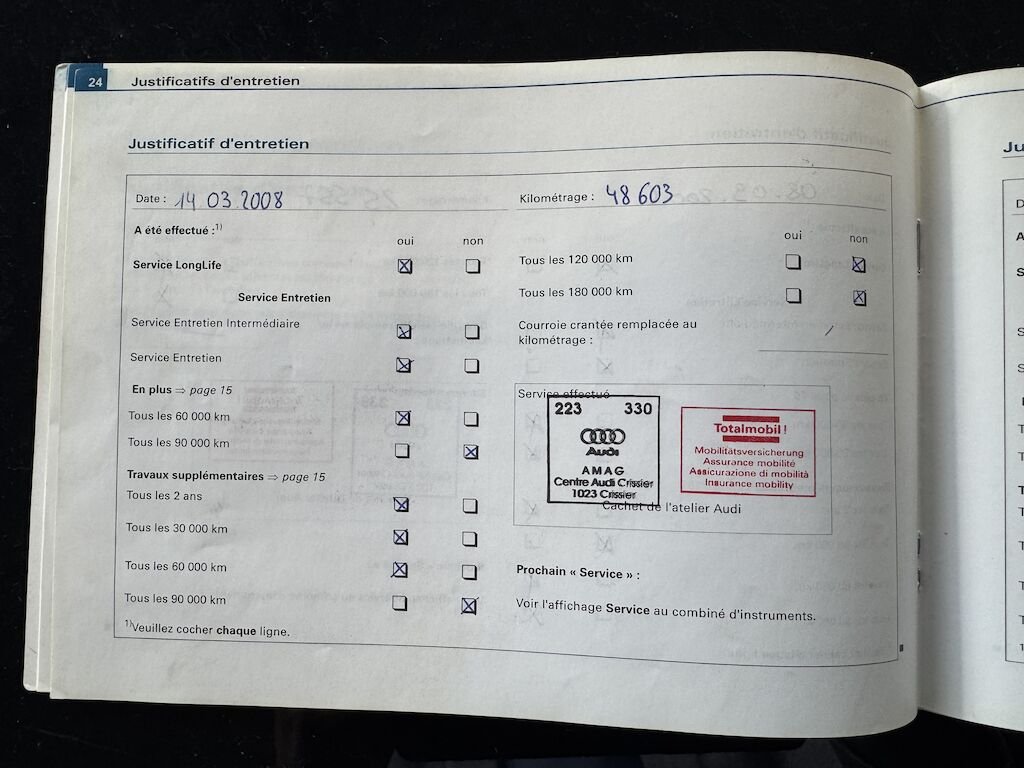 24 Justificatifs d'entretien
Justificatif d'entretien
Date : 14 03 2008
Kilométrage : 48 603
A été effectué :1)
oui non
Service LongLife
Service Entretien
Service Entretien Intermédiaire
Service Entretien
En plus ⇒ page 15
Tous les 60 000 km
Tous les 90 000 km
Travaux supplémentaires ⇒ page 15
Tous les 2 ans
Tous les 30 000 km
Tous les 60 000 km
Tous les 90 000 km
1)Veuillez cocher chaque ligne.
oui non
Tous les 120 000 km
Tous les 180 000 km
Courroie crantée remplacée au
kilométrage : /
Service effectué
223 330
Audi
AMAG
Centre Audi Crissier
1023 Crissier
Totalmobil!
Mobilitätsversicherung
Assurance mobilité
Assicurazione di mobilità
Insurance mobility
Cachet de l'atelier Audi
Prochain « Service » :
Voir l'affichage Service au combiné d'instruments.
Ju